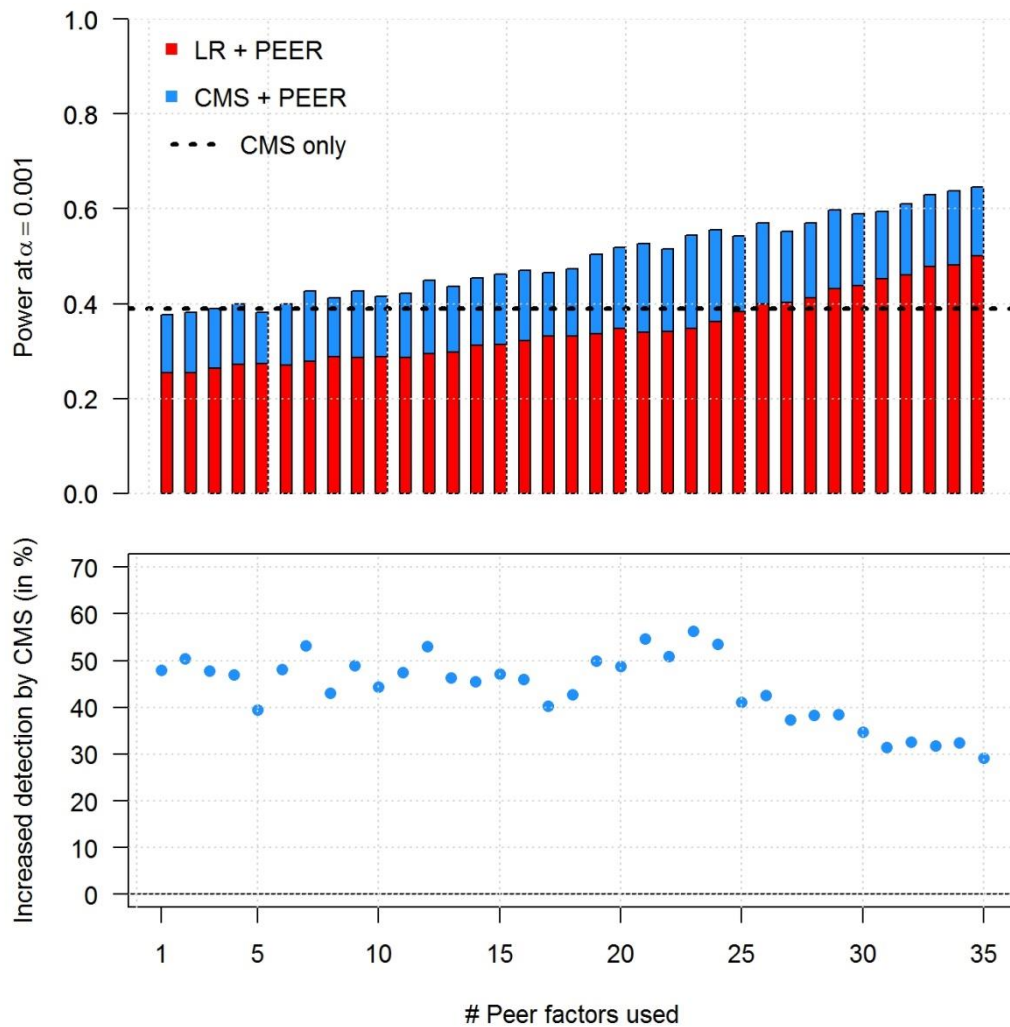 Power at α = 0.001
1.0
0.8
0.6
0.4
0.2
0.0
LR + PEER
CMS + PEER
CMS only
Increased detection by CMS (in %)
70
60
50
40
30
20
10
0
1 5 10 15 20 25 30 35
# Peer factors used